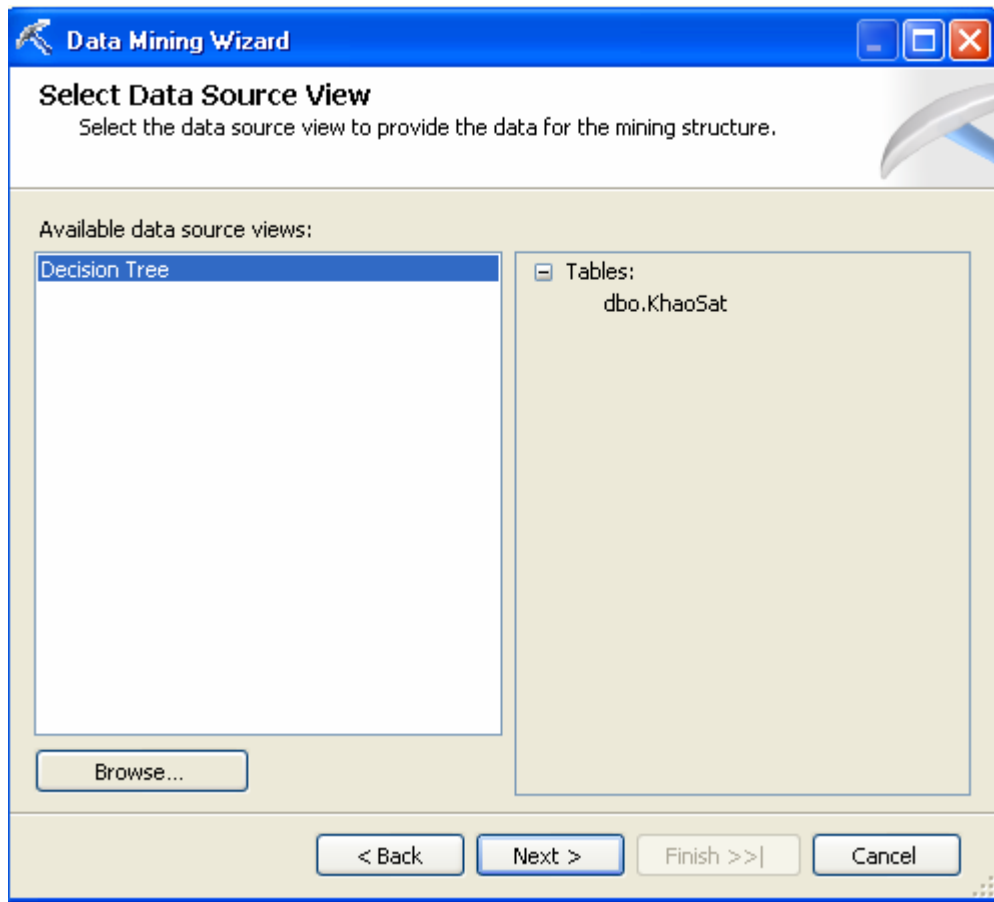 Data Mining Wizard
Select Data Source View
Select the data source view to provide the data for the mining structure.
Available data source views:
Decision Tree
Tables:
dbo.KhaoSat
Browse...
< Back
Next >
Finish >>|
Cancel